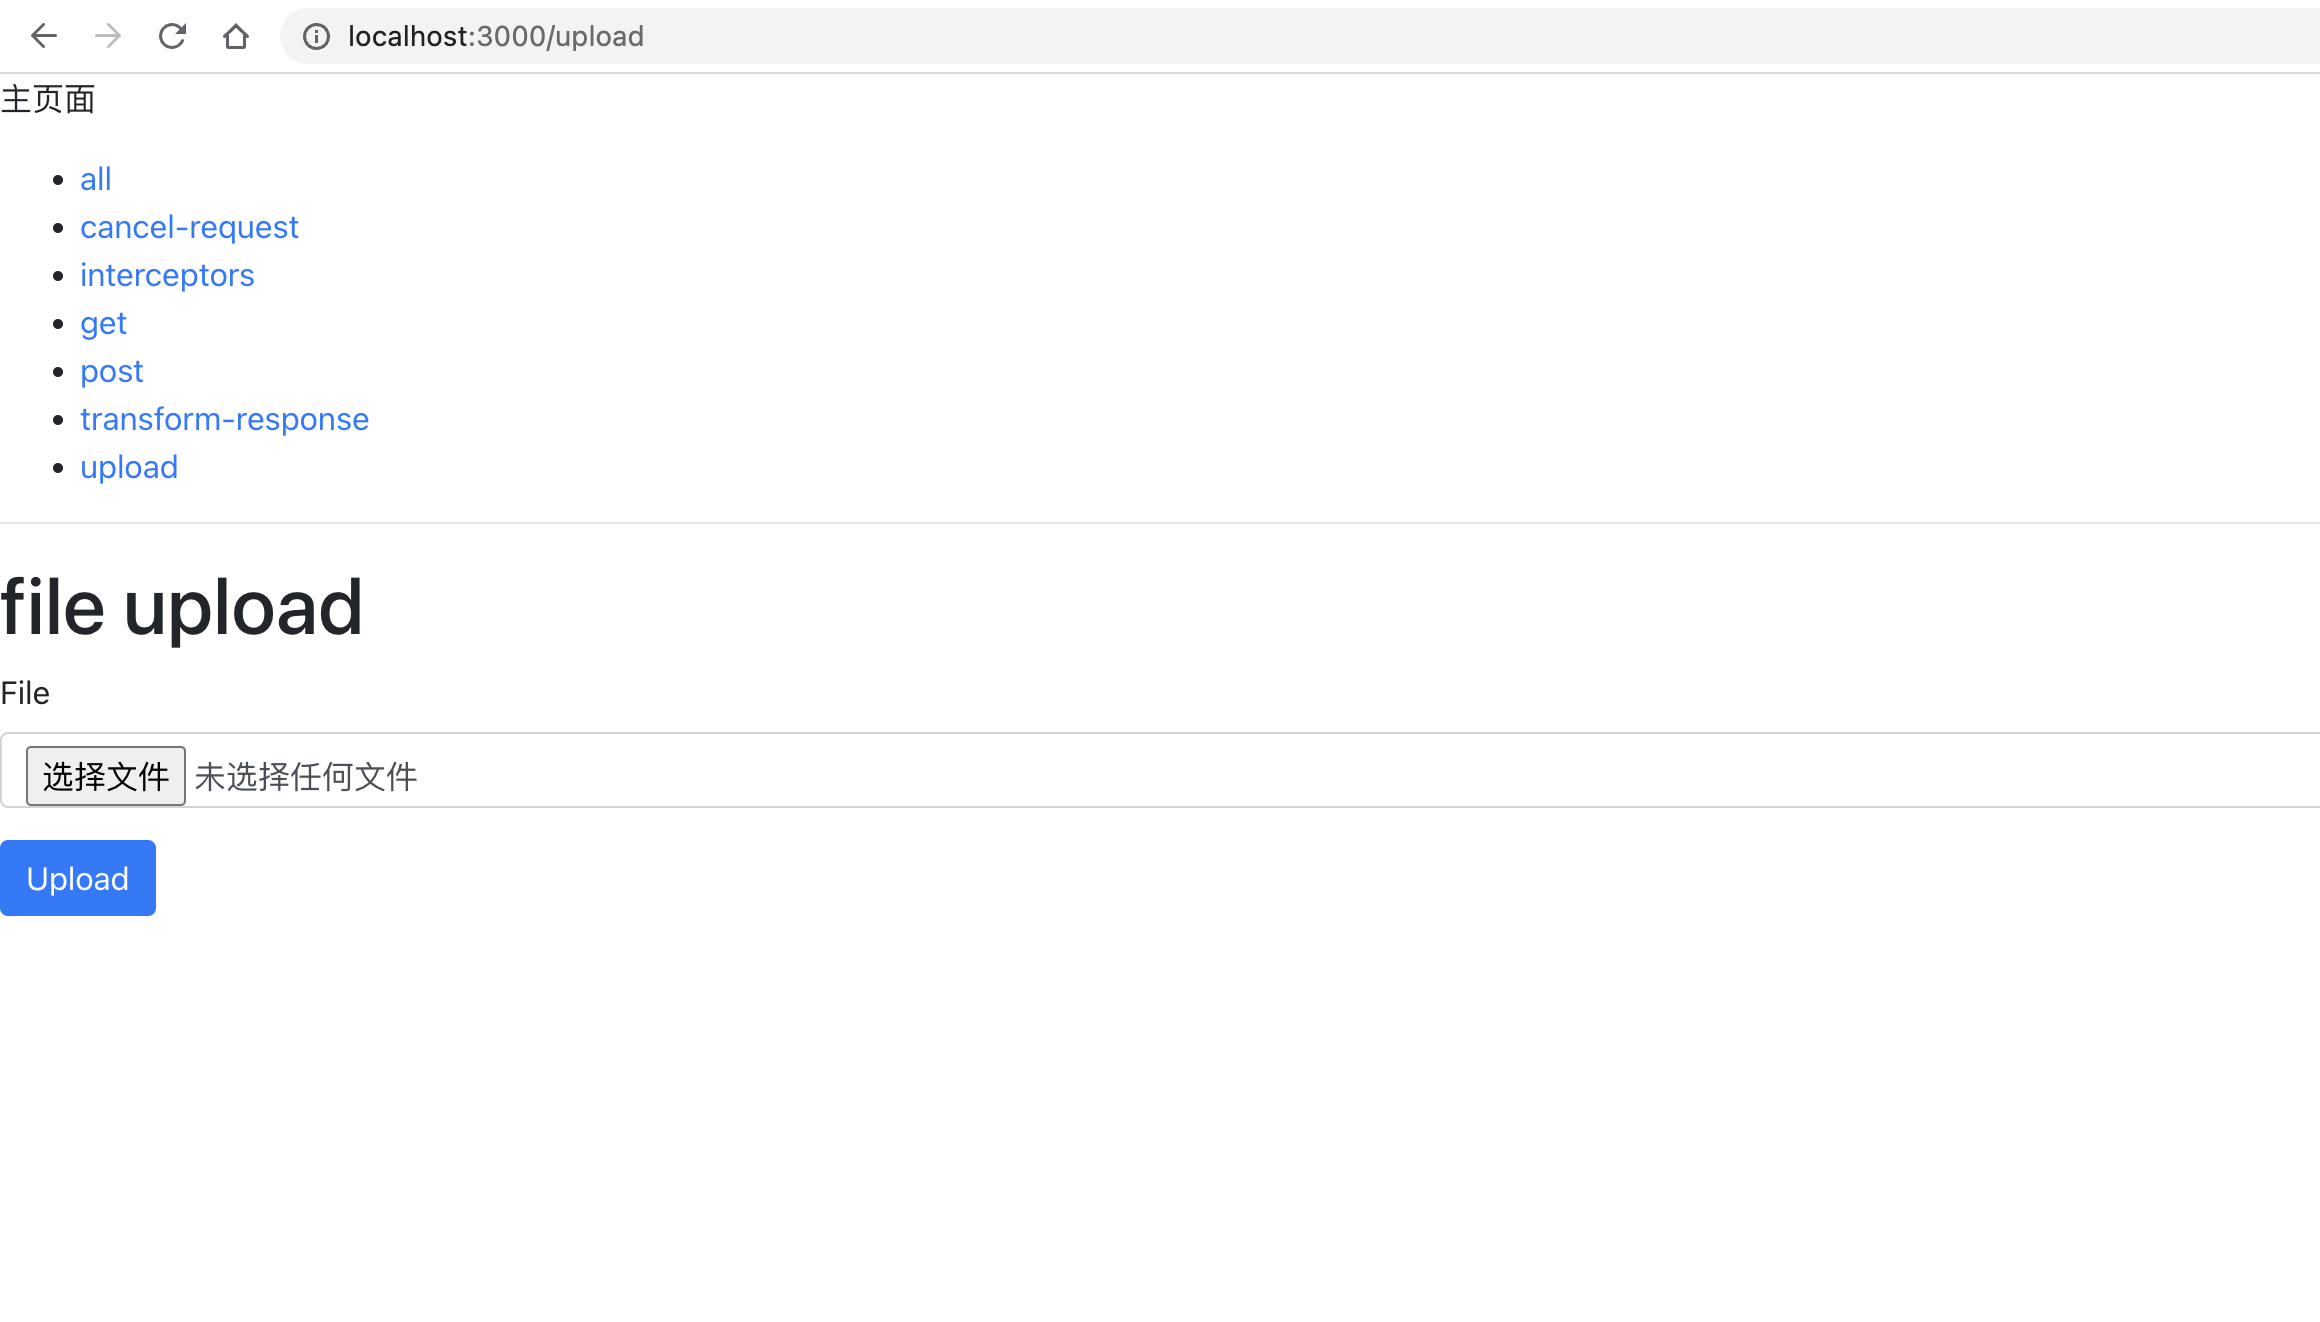 localhost:3000/upload
主页面
all
cancel-request
interceptors
get
post
transform-response
upload
file upload
File
选择文件 未选择任何文件
Upload